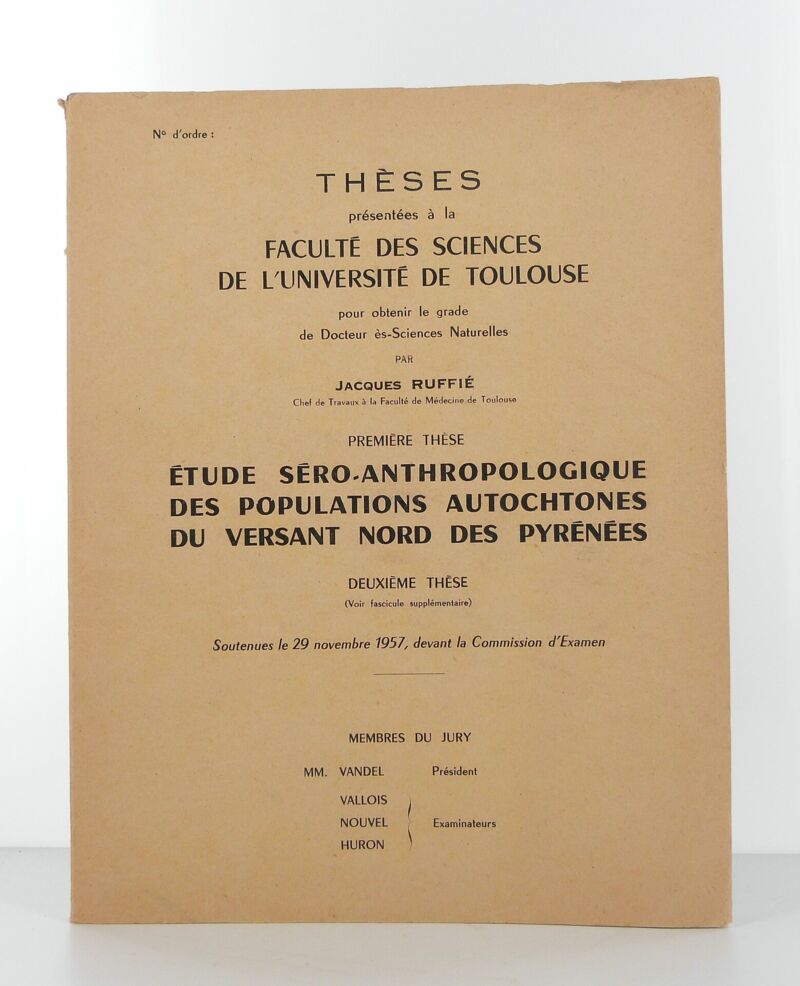 Nº d'ordre :
THÈSES
présentées à la
FACULTÉ DES SCIENCES
DE L'UNIVERSITÉ DE TOULOUSE
pour obtenir le grade
de Docteur ès-Sciences Naturelles
PAR
JACQUES RUFFIÉ
Chef de Travaux à la Faculté de Médecine de Toulouse
PREMIÈRE THÈSE
ÉTUDE SÉRO-ANTHROPOLOGIQUE
DES POPULATIONS AUTOCHTONES
DU VERSANT NORD DES PYRÉNÉES
DEUXIÈME THÈSE
(Voir fascicule supplémentaire)
Soutenues le 29 novembre 1957, devant la Commission d'Examen
MEMBRES DU JURY
MM. VANDEL Président
VALLOIS
NOUVEL Examinateurs
HURON